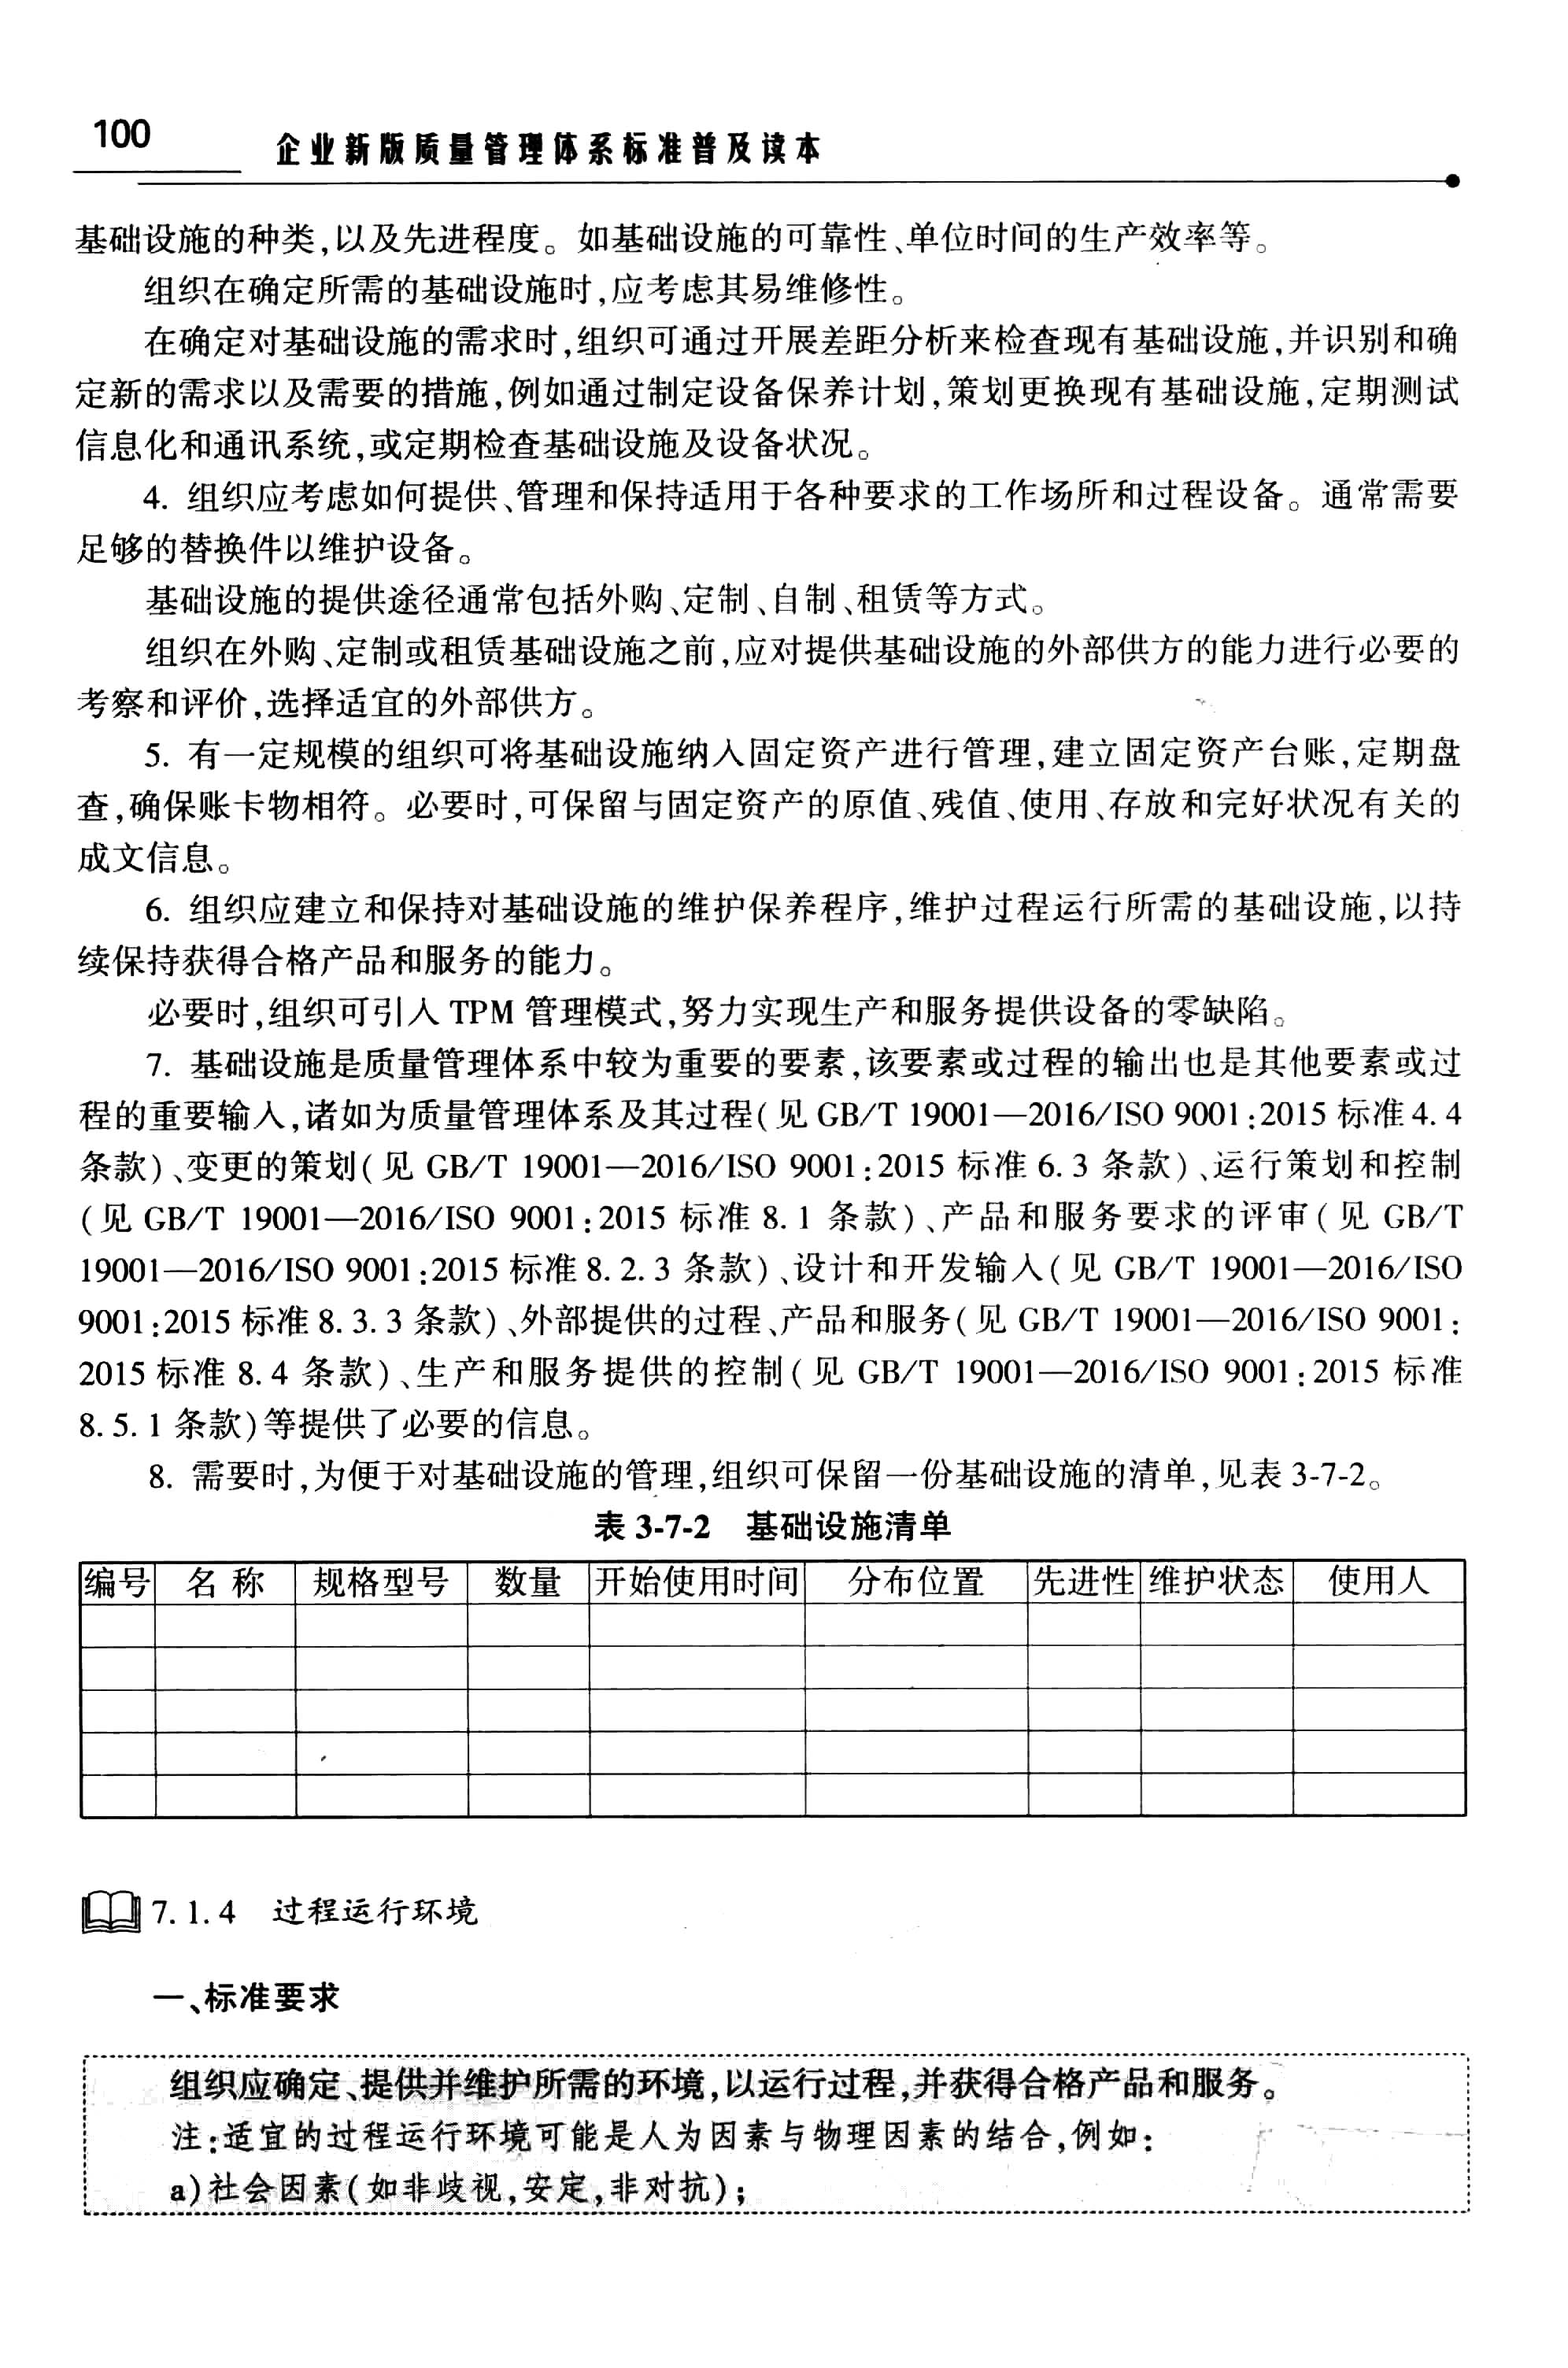 100
企业新版质量管理体系标准普及读本
基础设施的种类,以及先进程度。如基础设施的可靠性、单位时间的生产效率等。
组织在确定所需的基础设施时,应考虑其易维修性。
在确定对基础设施的需求时,组织可通过开展差距分析来检查现有基础设施,并识别和确
定新的需求以及需要的措施,例如通过制定设备保养计划,策划更换现有基础设施,定期测试
信息化和通讯系统,或定期检查基础设施及设备状况。
4. 组织应考虑如何提供、管理和保持适用于各种要求的工作场所和过程设备。通常需要
足够的替换件以维护设备。
基础设施的提供途径通常包括外购、定制、自制、租赁等方式。
组织在外购、定制或租赁基础设施之前,应对提供基础设施的外部供方的能力进行必要的
考察和评价,选择适宜的外部供方。
5. 有一定规模的组织可将基础设施纳入固定资产进行管理,建立固定资产台账,定期盘
查,确保账卡物相符。必要时,可保留与固定资产的原值、残值、使用、存放和完好状况有关的
成文信息。
6. 组织应建立和保持对基础设施的维护保养程序,维护过程运行所需的基础设施,以持
续保持获得合格产品和服务的能力。
必要时,组织可引入 TPM 管理模式,努力实现生产和服务提供设备的零缺陷。
7. 基础设施是质量管理体系中较为重要的要素,该要素或过程的输出也是其他要素或过
程的重要输入,诸如为质量管理体系及其过程(见 GB/T 19001—2016/ISO 9001:2015 标准 4.4
条款)、变更的策划(见 GB/T 19001—2016/ISO 9001:2015 标准 6.3 条款)、运行策划和控制
(见 GB/T 19001—2016/ISO 9001:2015 标准 8.1 条款)、产品和服务要求的评审(见 GB/T
19001—2016/ISO 9001:2015 标准 8.2.3 条款)、设计和开发输入(见 GB/T 19001—2016/ISO
9001:2015 标准 8.3.3 条款)、外部提供的过程、产品和服务(见 GB/T 19001—2016/ISO 9001:
2015 标准 8.4 条款)、生产和服务提供的控制(见 GB/T 19001—2016/ISO 9001:2015 标准
8.5.1 条款)等提供了必要的信息。
8. 需要时,为便于对基础设施的管理,组织可保留一份基础设施的清单,见表 3-7-2。
表 3-7-2 基础设施清单
编号 名称 规格型号 数量 开始使用时间 分布位置 先进性 维护状态 使用人
7.1.4 过程运行环境
一、标准要求
组织应确定、提供并维护所需的环境,以运行过程,并获得合格产品和服务。
注:适宜的过程运行环境可能是人为因素与物理因素的结合,例如:
a)社会因素(如非歧视,安定,非对抗);